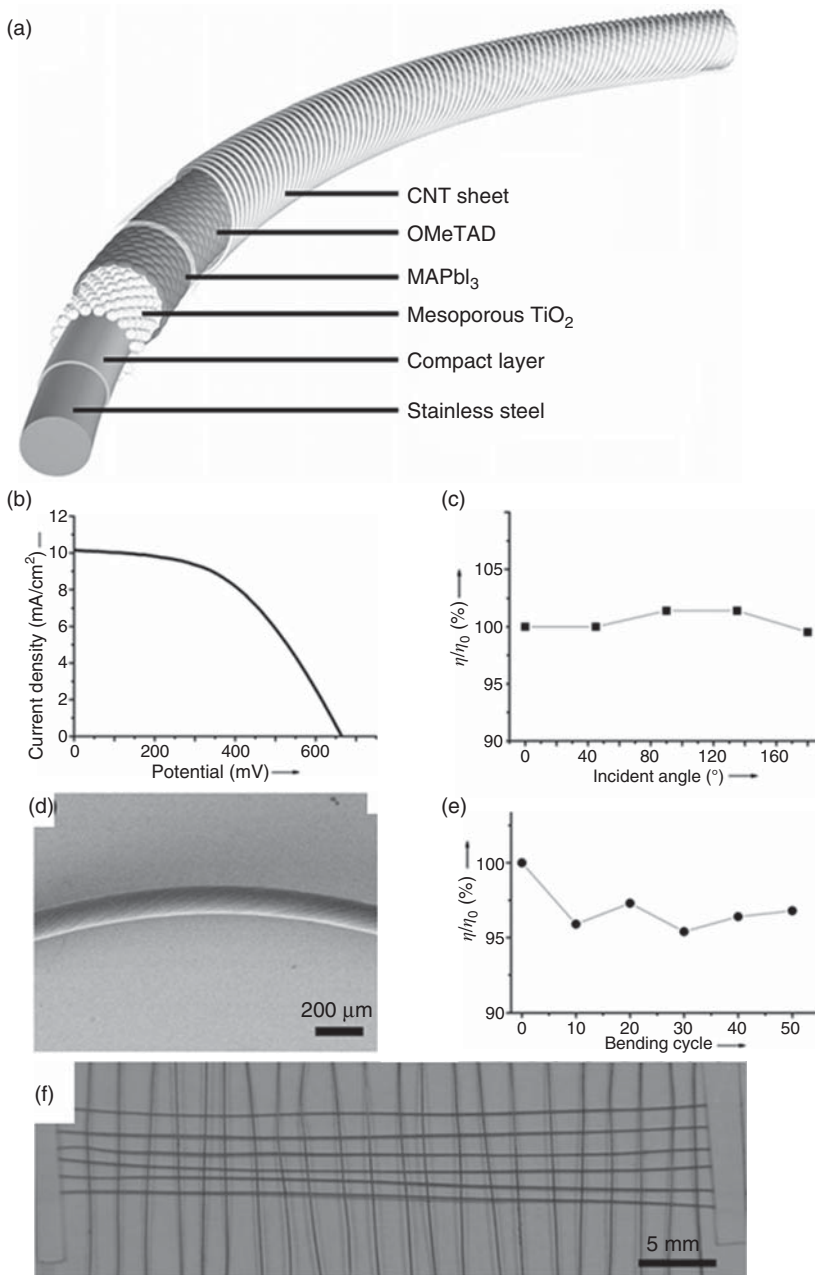 (a)
CNT sheet
OMeTAD
MAPbI₃
Mesoporous TiO₂
Compact layer
Stainless steel
(b)
12
10
8
6
4
2
0
Current density (mA/cm²)
0
200
400
600
Potential (mV)
(c)
105
100
95
90
η/η₀ (%)
0
40
80
120
160
Incident angle (°)
(d)
200 μm
(e)
100
95
90
η/η₀ (%)
0
10
20
30
40
50
Bending cycle
(f)
5 mm